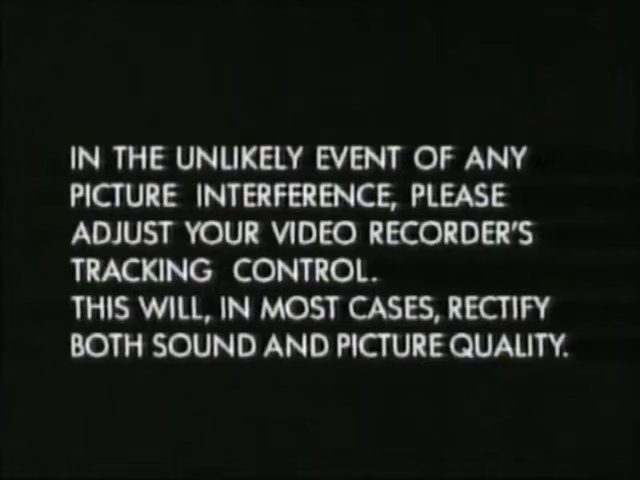 IN THE UNLIKELY EVENT OF ANY
PICTURE INTERFERENCE, PLEASE
ADJUST YOUR VIDEO RECORDER'S
TRACKING CONTROL.
THIS WILL, IN MOST CASES, RECTIFY
BOTH SOUND AND PICTURE QUALITY.